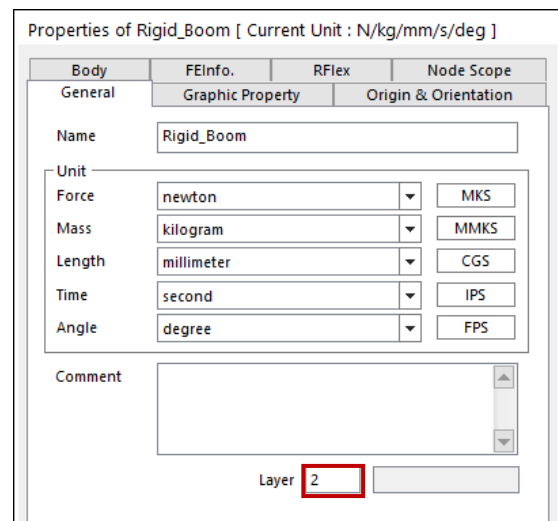 Properties of Rigid_Boom [ Current Unit : N/kg/mm/s/deg ]
Body FEInfo. RFlex Node Scope
General Graphic Property Origin & Orientation
Name Rigid_Boom
Unit
Force newton MKS
Mass kilogram MMKS
Length millimeter CGS
Time second IPS
Angle degree FPS
Comment
Layer 2